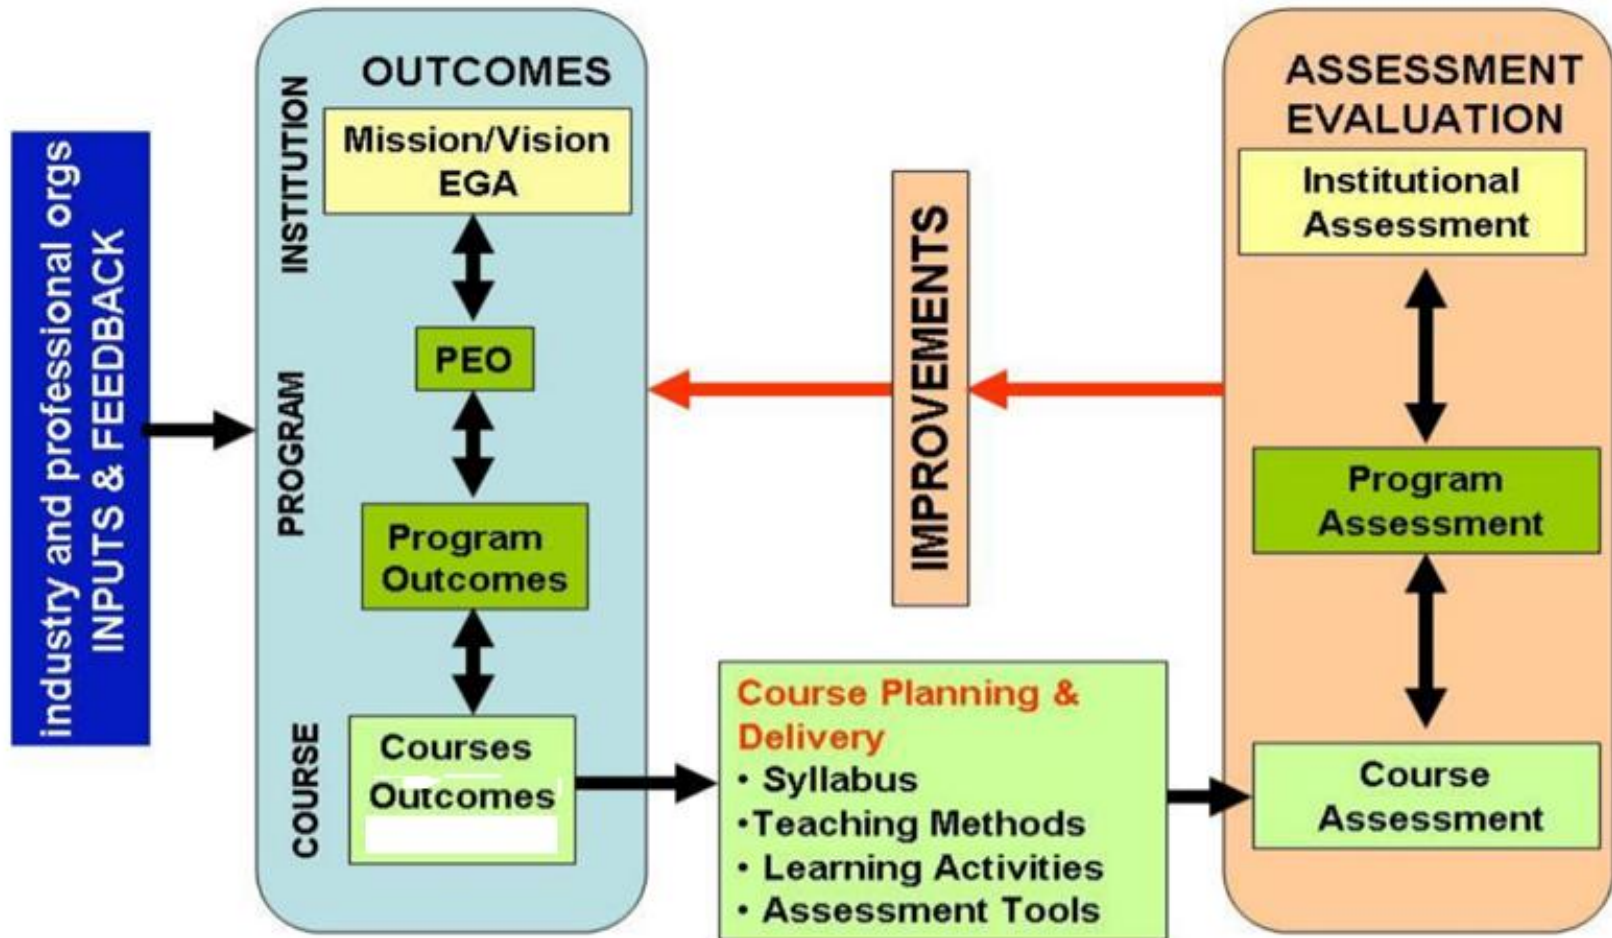 industry and professional orgs
INPUTS & FEEDBACK
OUTCOMES
INSTITUTION
Mission/Vision
EGA
PROGRAM
PEO
Program
Outcomes
COURSE
Courses
Outcomes
Course Planning &
Delivery
• Syllabus
•Teaching Methods
• Learning Activities
• Assessment Tools
IMPROVEMENTS
ASSESSMENT
EVALUATION
Institutional
Assessment
Program
Assessment
Course
Assessment